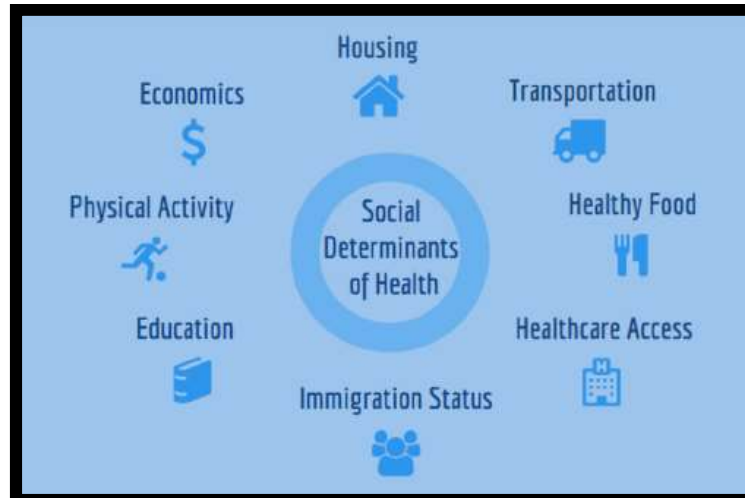 Housing
Economics
Transportation
$
Physical Activity
Social
Determinants
of Health
Healthy Food
Education
Healthcare Access
H
Immigration Status